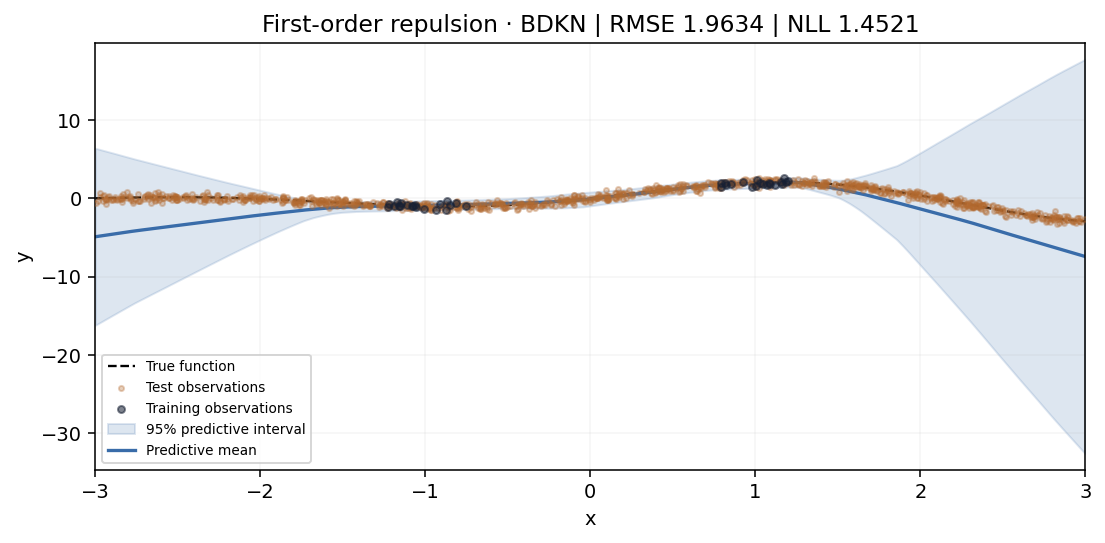 First-order repulsion · BDKN | RMSE 1.9634 | NLL 1.4521
y
10
0
−10
−20
−30
True function
Test observations
Training observations
95% predictive interval
Predictive mean
−3 −2 −1 0 1 2 3
x